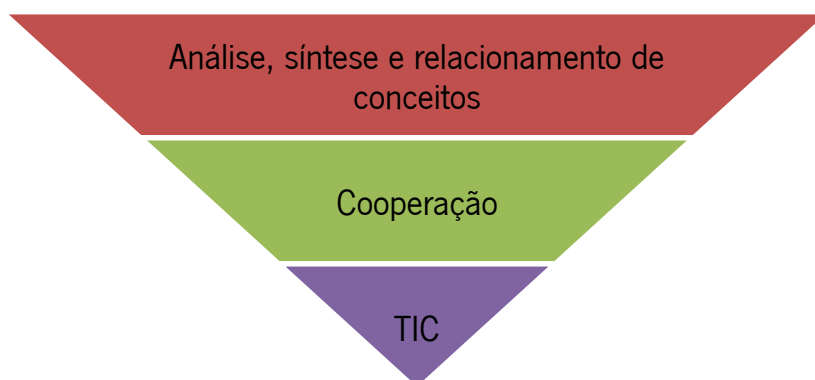 Análise, síntese e relacionamento de
conceitos
Cooperação
TIC